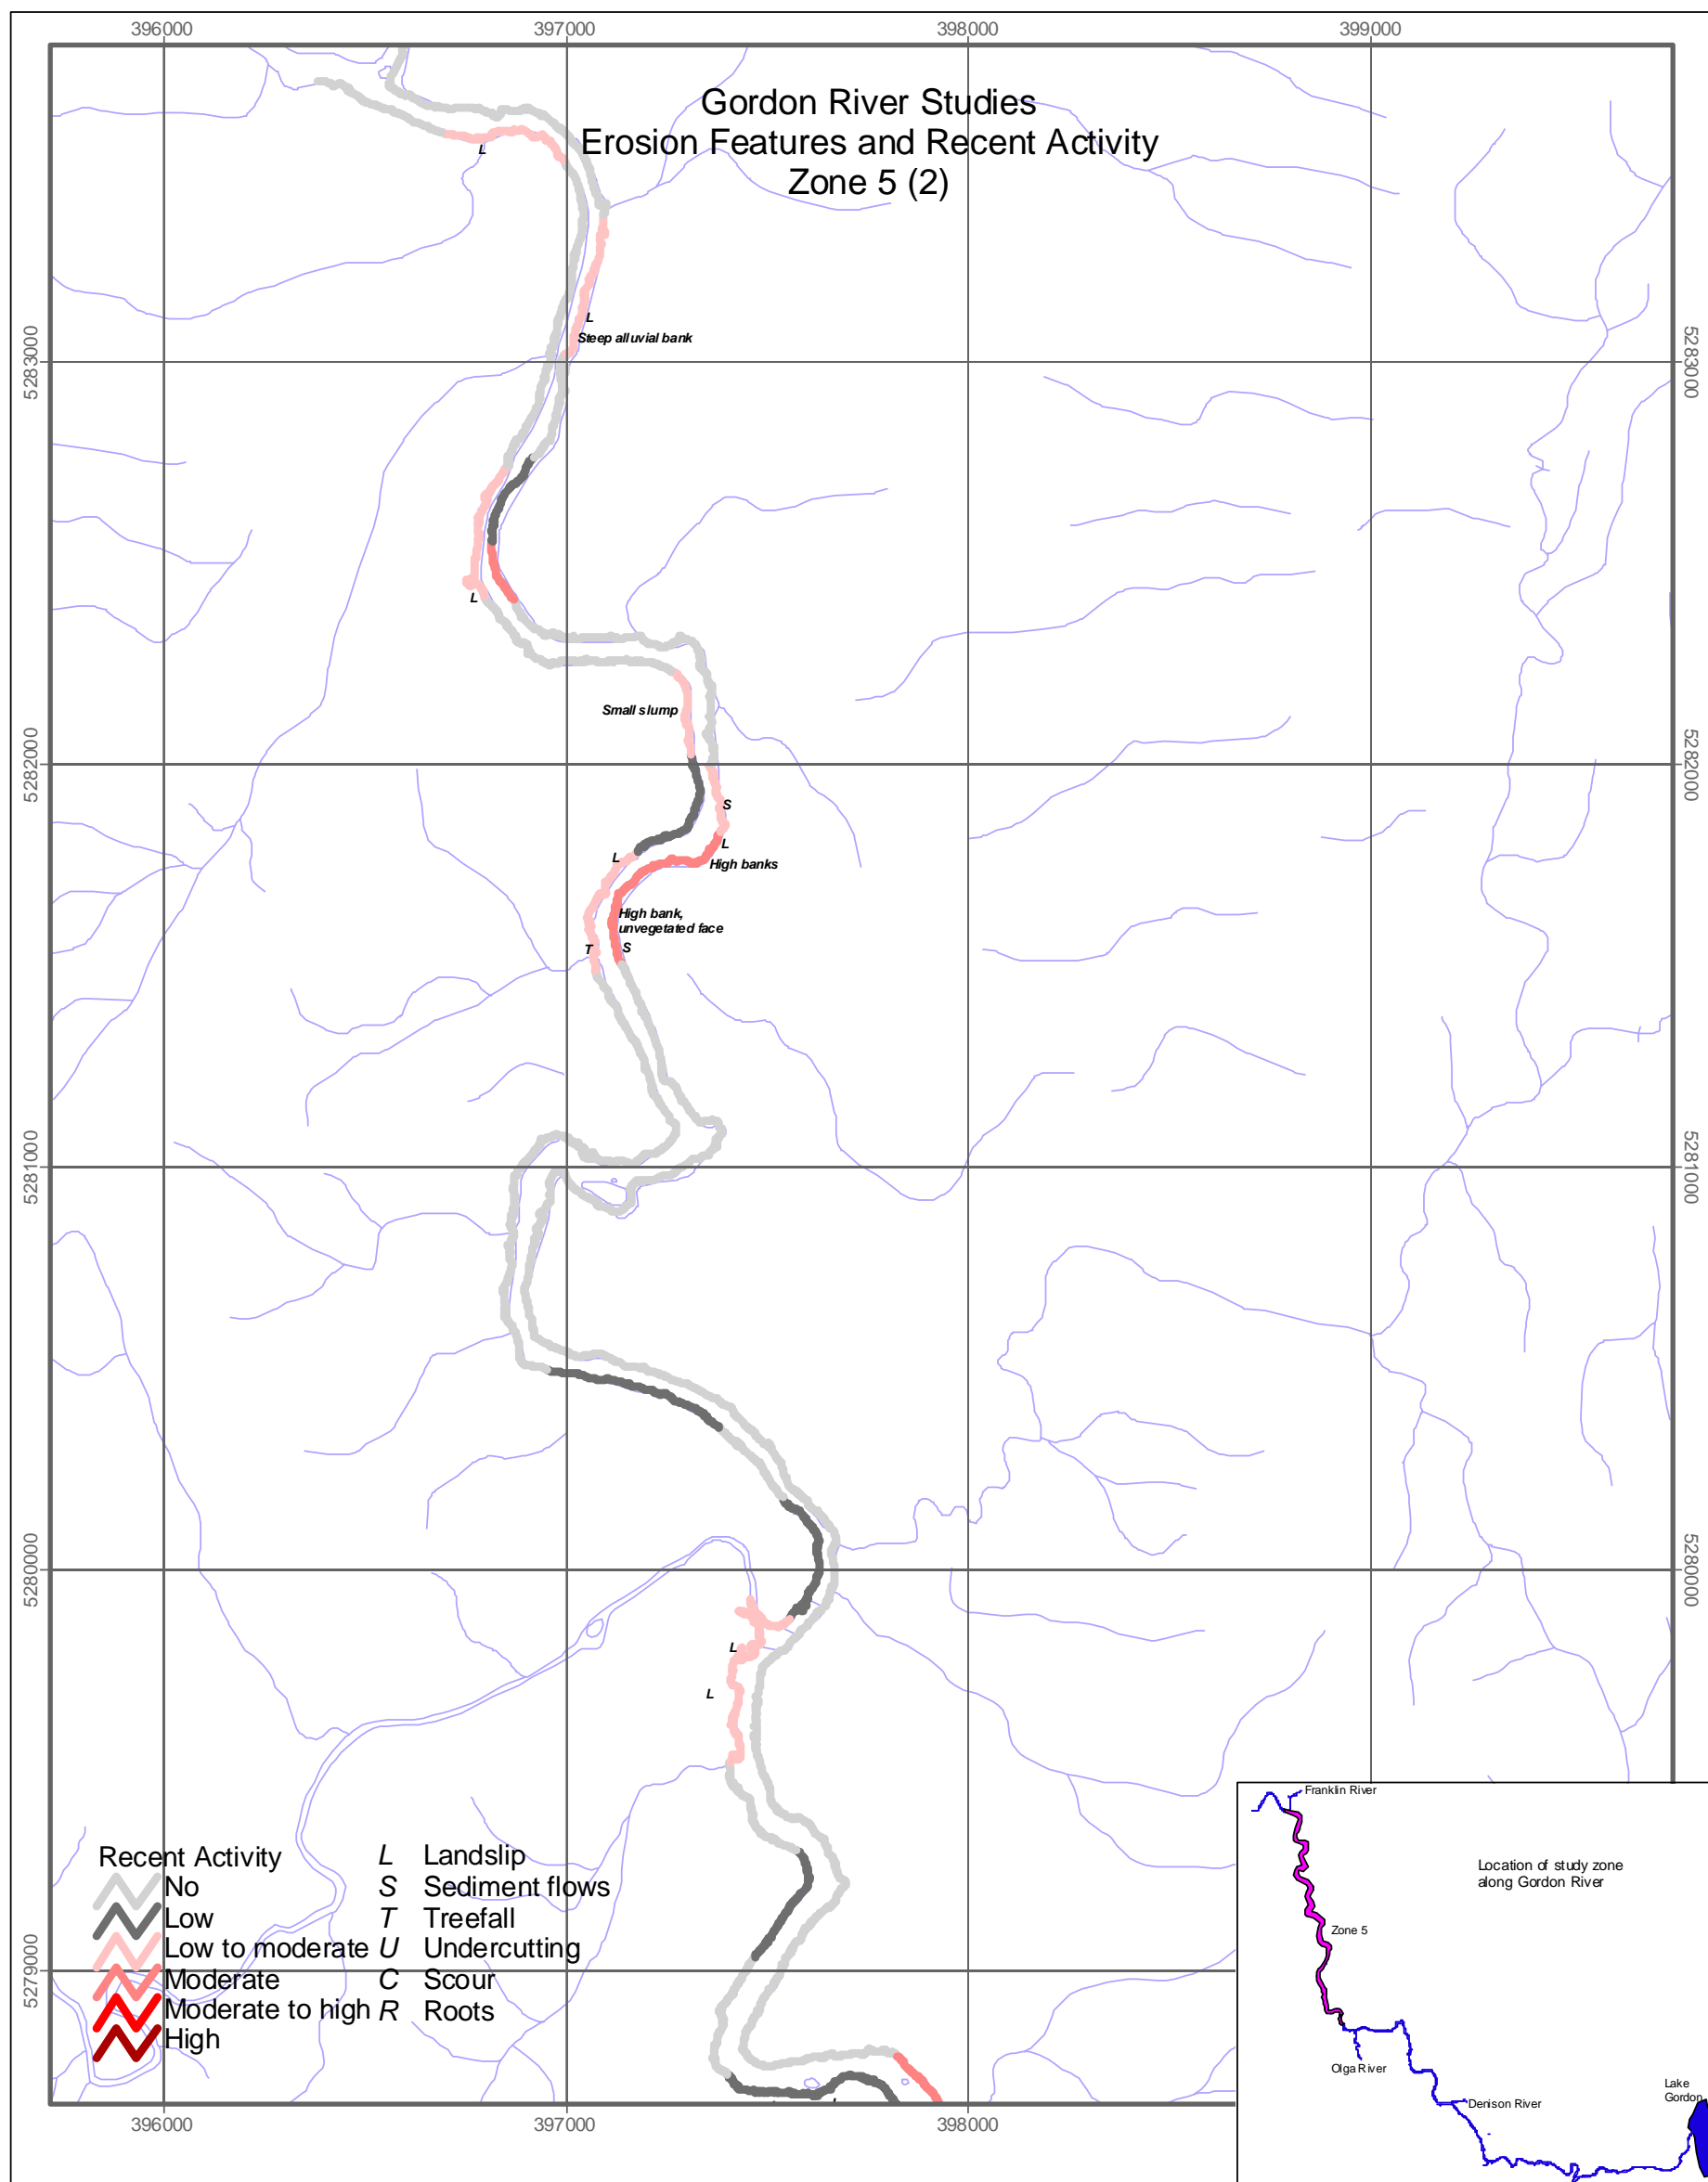 396000
397000
398000
399000
Gordon River Studies
Erosion Features and Recent Activity
Zone 5 (2)
L
L
Steep alluvial bank
5283000
5283000
L
Small slump
5282000
5282000
S
L
L
High banks
High bank,
unvegetated face
T
S
5281000
5281000
5280000
5280000
L
L
5279000
Recent Activity
No
Low
Low to moderate
Moderate
Moderate to high
High
L Landslip
S Sediment flows
T Treefall
U Undercutting
C Scour
R Roots
Franklin River
Location of study zone
along Gordon River
Zone 5
Olga River
Lake
Gordon
Denison River
396000
397000
398000